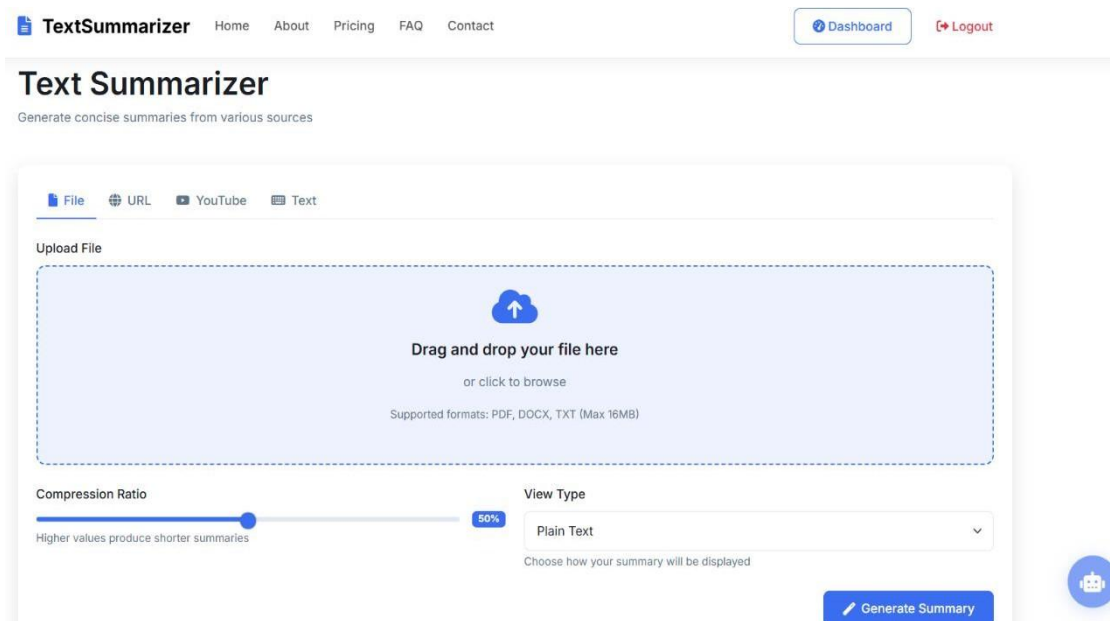 TextSummarizer Home About Pricing FAQ Contact Dashboard Logout
Text Summarizer
Generate concise summaries from various sources
File URL YouTube Text
Upload File
Drag and drop your file here
or click to browse
Supported formats: PDF, DOCX, TXT (Max 16MB)
Compression Ratio View Type
50% Plain Text
Higher values produce shorter summaries
Choose how your summary will be displayed
Generate Summary